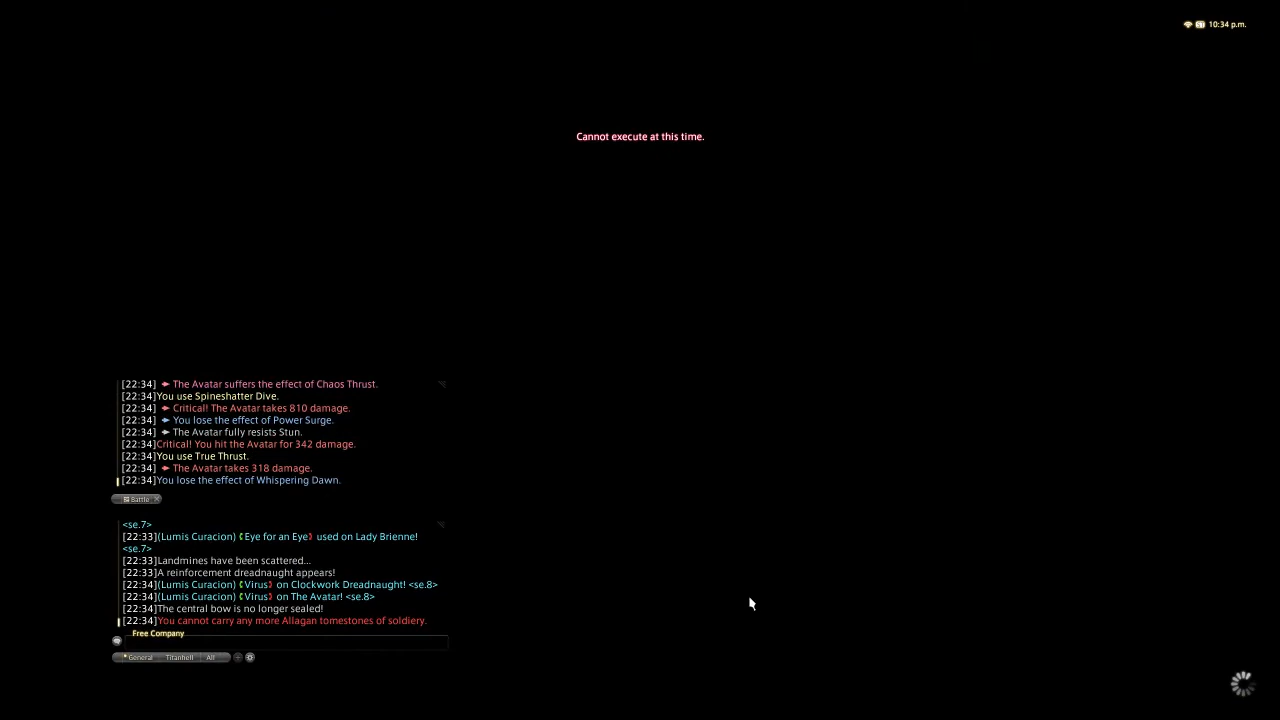 10:34 p.m.
Cannot execute at this time.
[22:34] The Avatar suffers the effect of Chaos Thrust.
[22:34]You use Spineshatter Dive.
[22:34] Critical! The Avatar takes 810 damage.
[22:34] You lose the effect of Power Surge.
[22:34] The Avatar fully resists Stun.
[22:34]Critical! You hit the Avatar for 342 damage.
[22:34]You use True Thrust.
[22:34] The Avatar takes 318 damage.
[22:34]You lose the effect of Whispering Dawn.
Battle
<se.7>
[22:33](Lumis Curacion) Eye for an Eye used on Lady Brienne!
<se.7>
[22:33]Landmines have been scattered...
[22:33]A reinforcement dreadnaught appears!
[22:34](Lumis Curacion) Virus on Clockwork Dreadnaught! <se.8>
[22:34](Lumis Curacion) Virus on The Avatar! <se.8>
[22:34]The central bow is no longer sealed!
[22:34]You cannot carry any more Allagan tomestones of soldiery.
Free Company
General Titanhell All